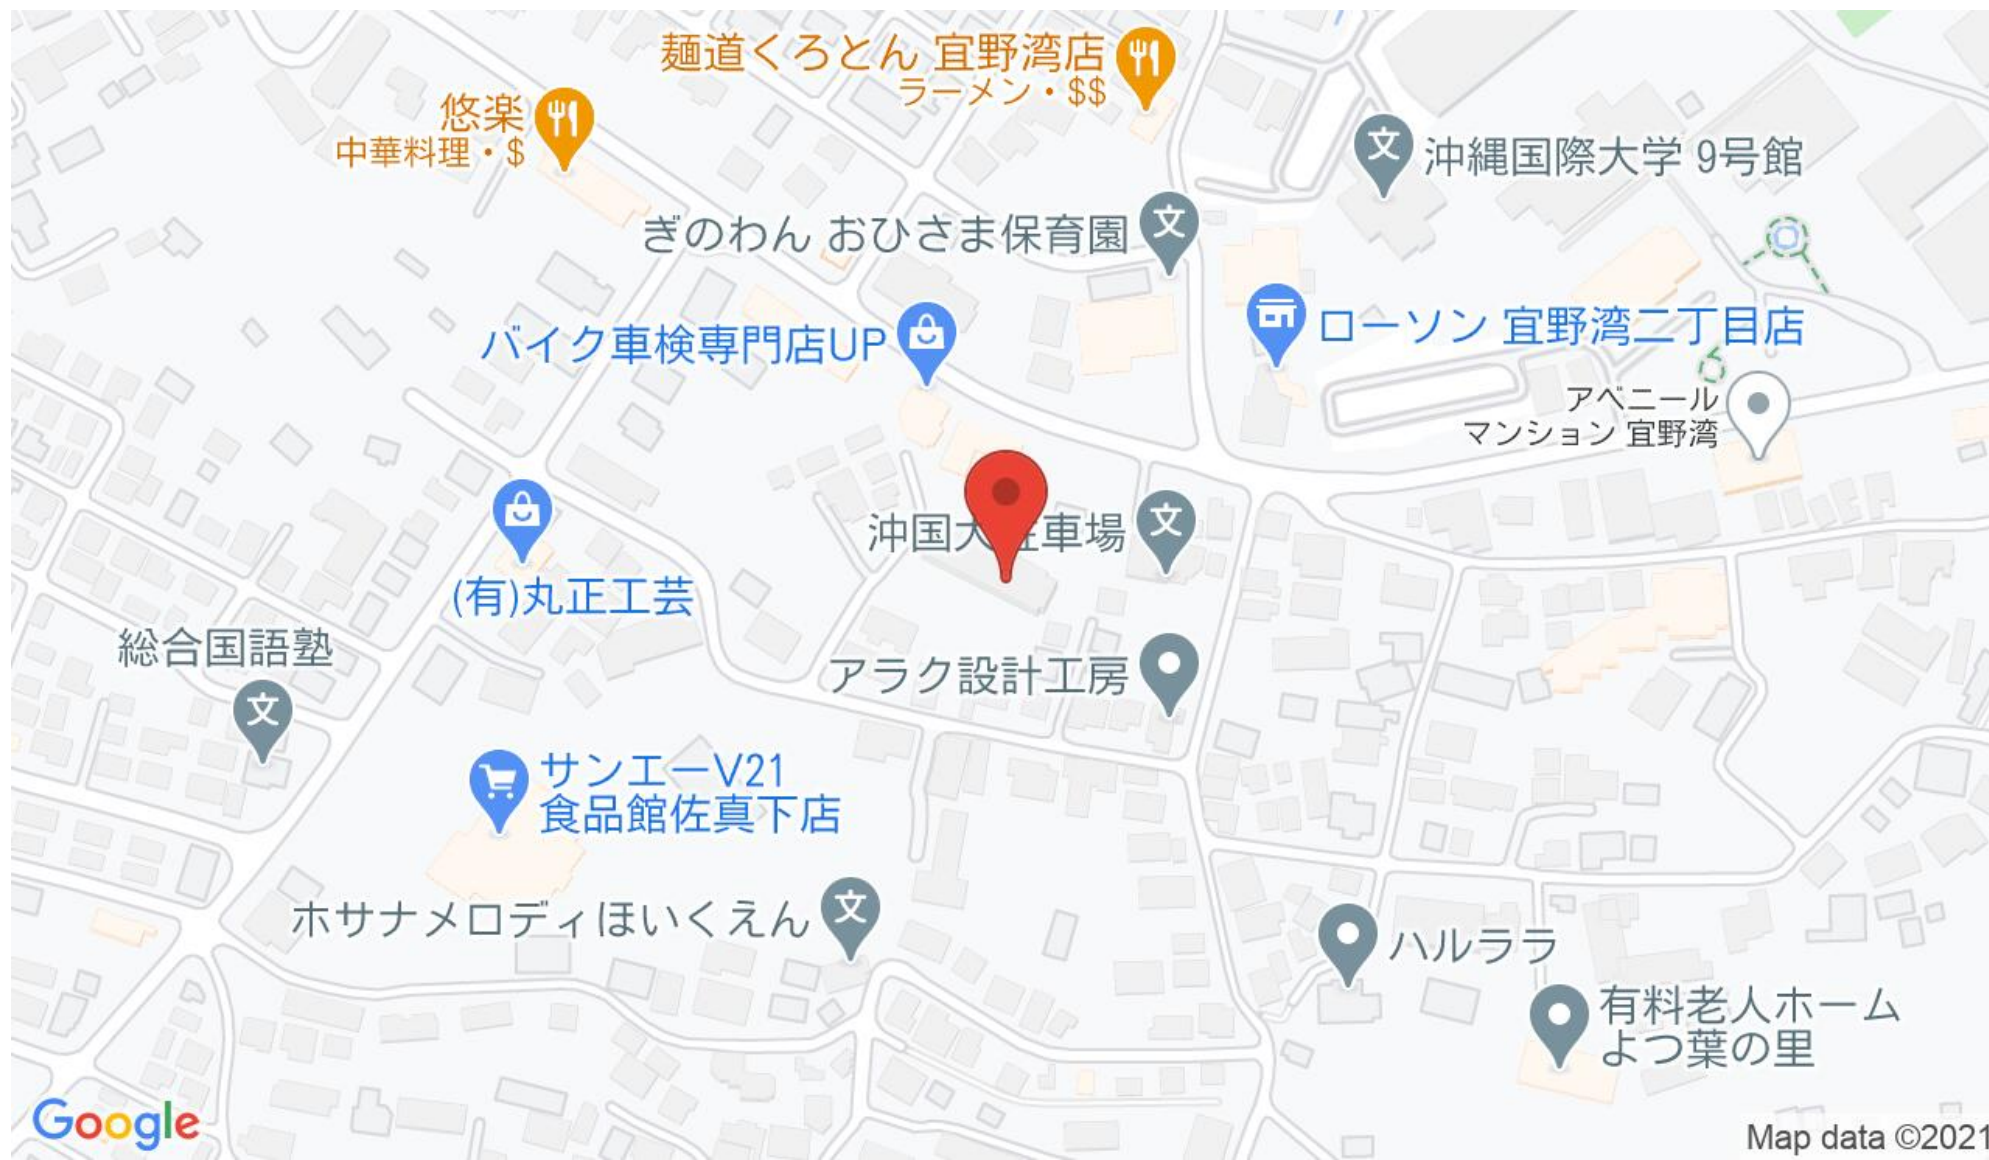 麺道くろとん 宜野湾店
ラーメン・$$
悠楽
中華料理・$
文
沖縄国際大学 9号館
ぎのわん おひさま保育園
文
バイク車検専門店UP
ローソン 宜野湾二丁目店
アベニール
マンション 宜野湾
沖国大駐車場
文
(有)丸正工芸
総合国語塾
文
アラク設計工房
サンエーV21
食品館佐真下店
ホサナメロディほいくえん
文
ハルララ
有料老人ホーム
よつ葉の里
Google
Map data ©2021